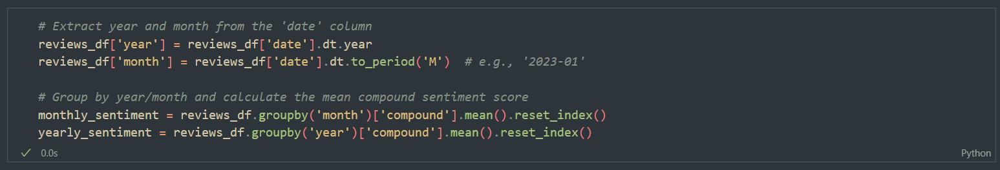 # Extract year and month from the 'date' column
reviews_df['year'] = reviews_df['date'].dt.year
reviews_df['month'] = reviews_df['date'].dt.to_period('M')  # e.g., '2023-01'
# Group by year/month and calculate the mean compound sentiment score
monthly_sentiment = reviews_df.groupby('month')['compound'].mean().reset_index()
yearly_sentiment = reviews_df.groupby('year')['compound'].mean().reset_index()
✓ 0.0s
Python